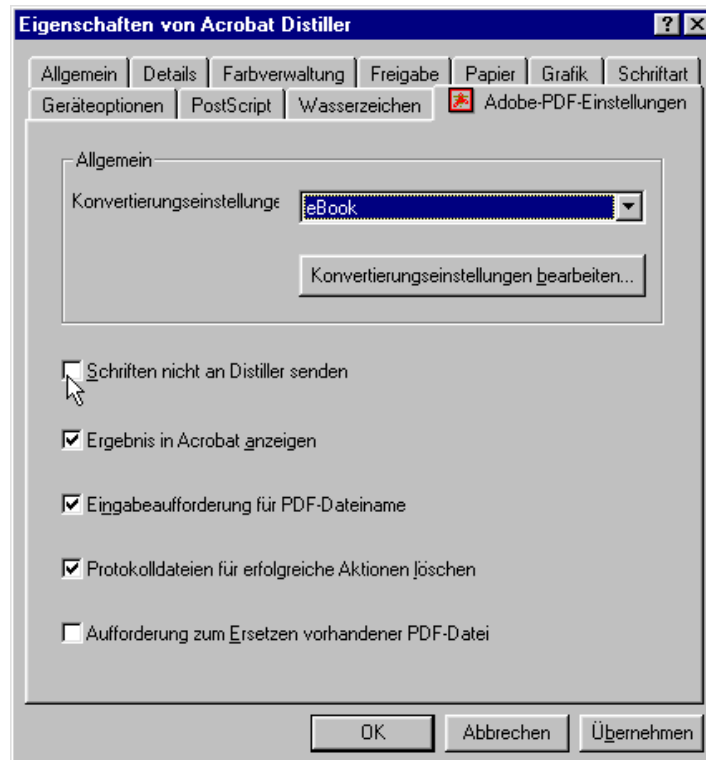 Eigenschaften von Acrobat Distiller
Allgemein Details Farbverwaltung Freigabe Papier Grafik Schriftart
Geräteoptionen PostScript Wasserzeichen Adobe-PDF-Einstellungen
Allgemein
Konvertierungseinstellunge eBook
Konvertierungseinstellungen bearbeiten...
Schriften nicht an Distiller senden
Ergebnis in Acrobat anzeigen
Eingabeaufforderung für PDF-Dateiname
Protokolldateien für erfolgreiche Aktionen löschen
Aufforderung zum Ersetzen vorhandener PDF-Datei
OK Abbrechen Übernehmen